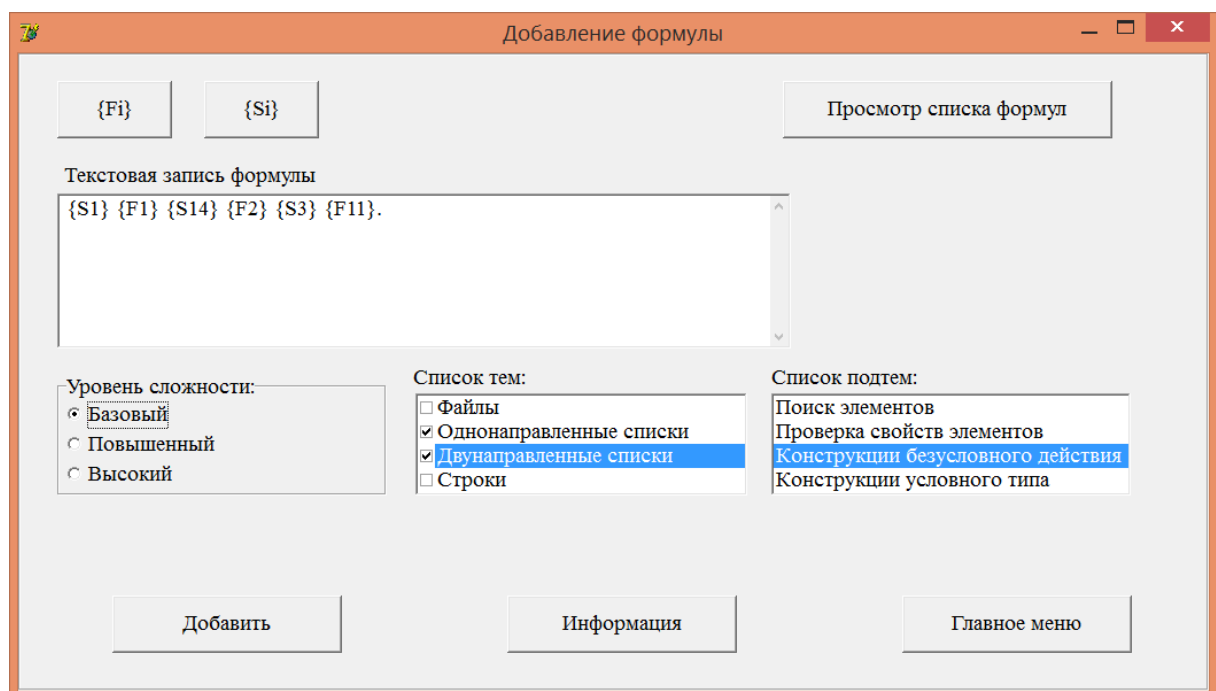 Добавление формулы
{Fi} {Si} Просмотр списка формул
Текстовая запись формулы
{S1} {F1} {S14} {F2} {S3} {F11}.
Уровень сложности:
Базовый
Повышенный
Высокий
Список тем:
Файлы
Однонаправленные списки
Двунаправленные списки
Строки
Список подтем:
Поиск элементов
Проверка свойств элементов
Конструкции безусловного действия
Конструкции условного типа
Добавить Информация Главное меню